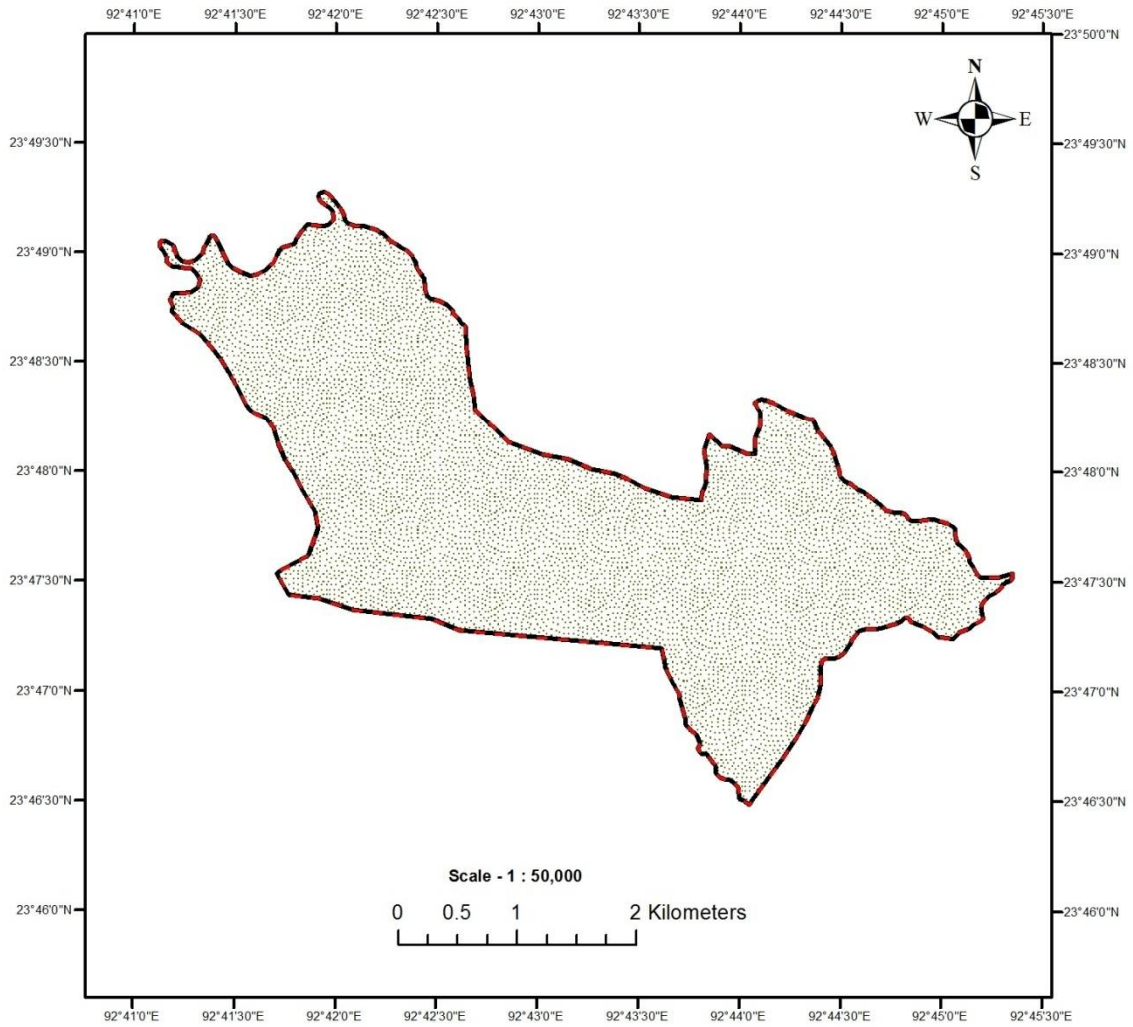 92°41'0"E 92°41'30"E 92°42'0"E 92°42'30"E 92°43'0"E 92°43'30"E 92°44'0"E 92°44'30"E 92°45'0"E 92°45'30"E
23°50'0"N
N
W E
S
23°49'30"N 23°49'30"N
23°49'0"N 23°49'0"N
23°48'30"N 23°48'30"N
23°48'0"N 23°48'0"N
23°47'30"N 23°47'30"N
23°47'0"N 23°47'0"N
23°46'30"N 23°46'30"N
Scale - 1 : 50,000
0 0.5 1 2 Kilometers
23°46'0"N 23°46'0"N
92°41'0"E 92°41'30"E 92°42'0"E 92°42'30"E 92°43'0"E 92°43'30"E 92°44'0"E 92°44'30"E 92°45'0"E 92°45'30"E